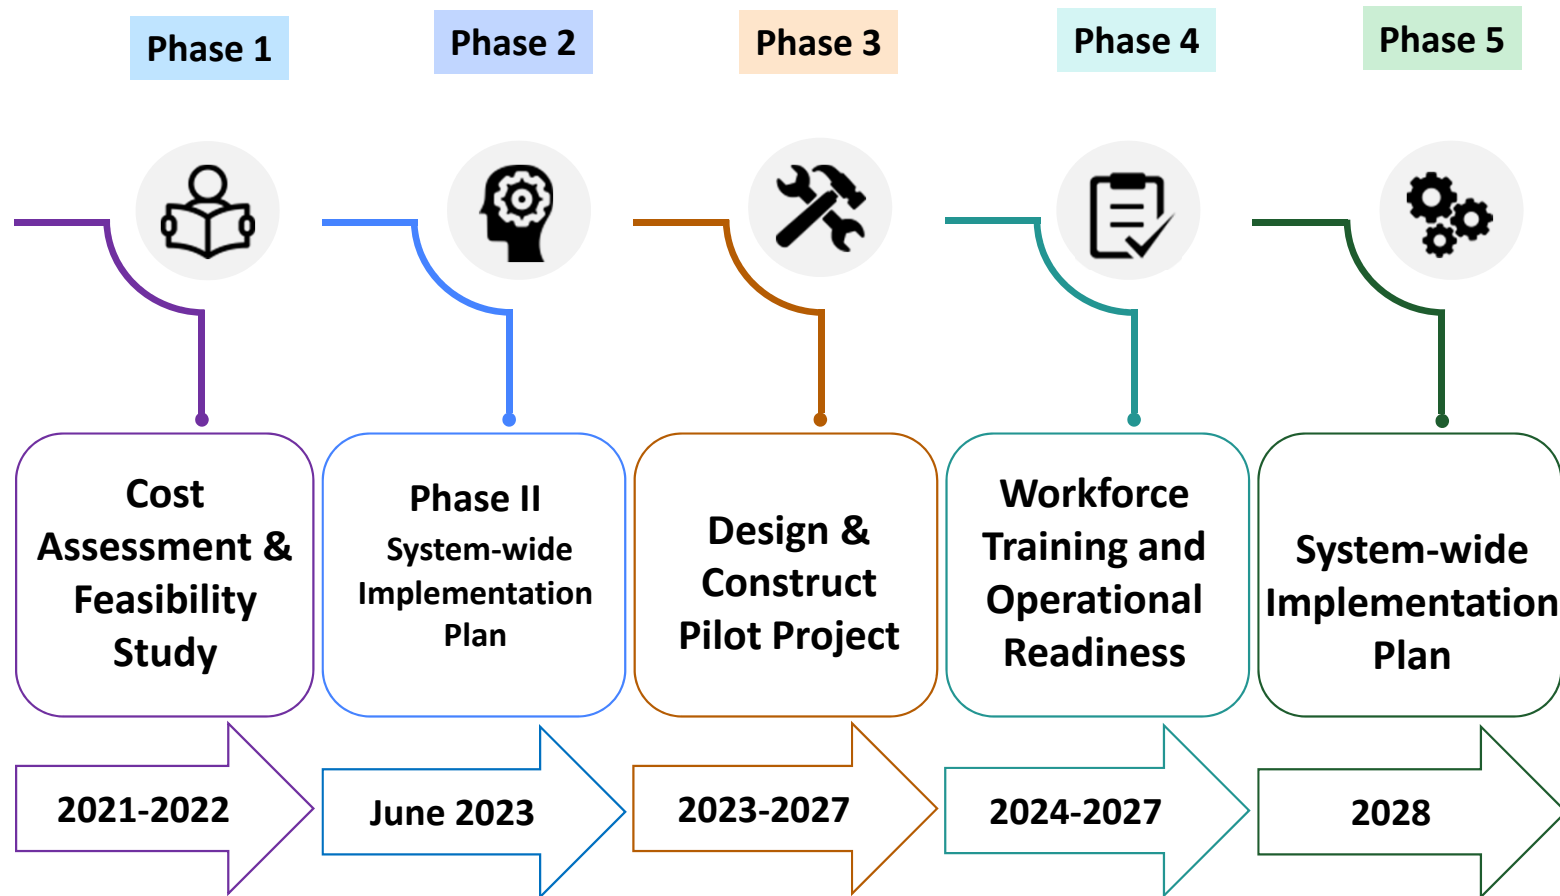 Phase 1
Phase 2
Phase 3
Phase 4
Phase 5
Cost
Assessment &
Feasibility
Study
Phase II
System-wide
Implementation
Plan
Design &
Construct
Pilot Project
Workforce
Training and
Operational
Readiness
System-wide
Implementation
Plan
2021-2022
June 2023
2023-2027
2024-2027
2028